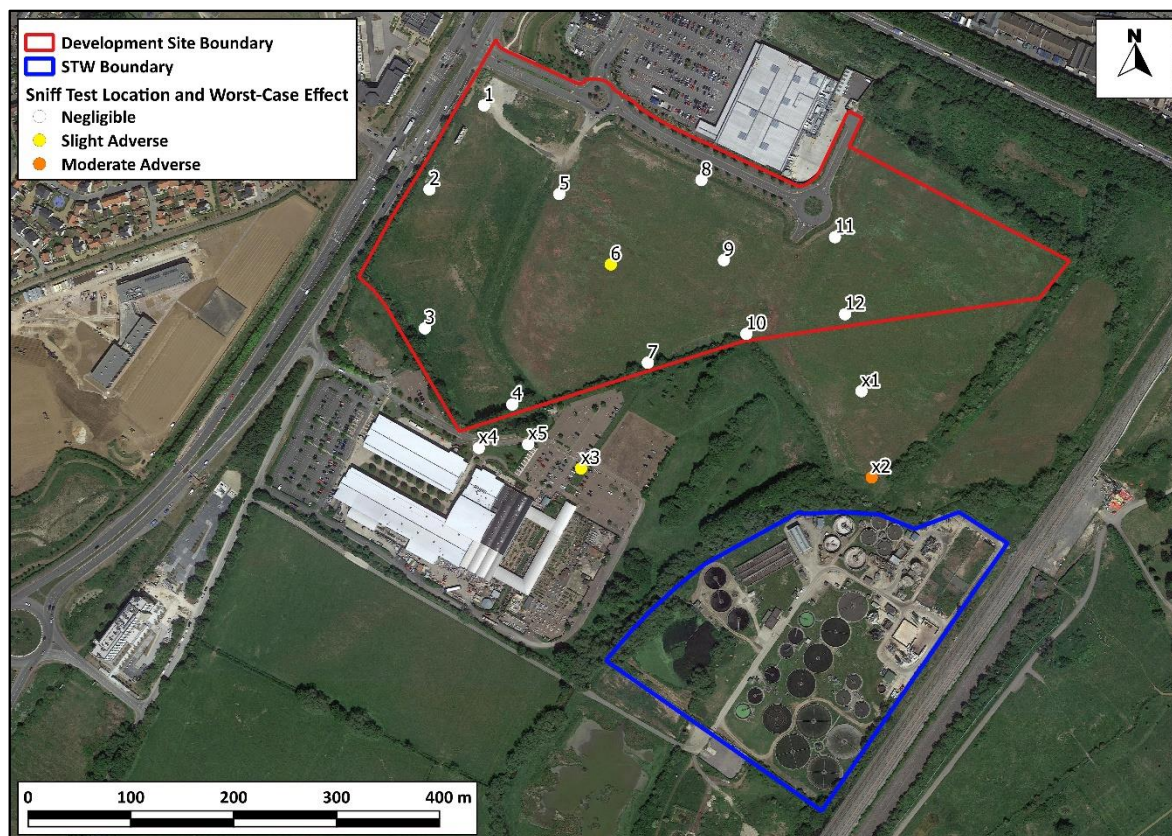 Development Site Boundary
STW Boundary
Sniff Test Location and Worst-Case Effect
Negligible
Slight Adverse
Moderate Adverse
N
1
2
8
5
11
6
9
12
3
10
7
x1
4
x4
x5
x3
x2
0 100 200 300 400 m